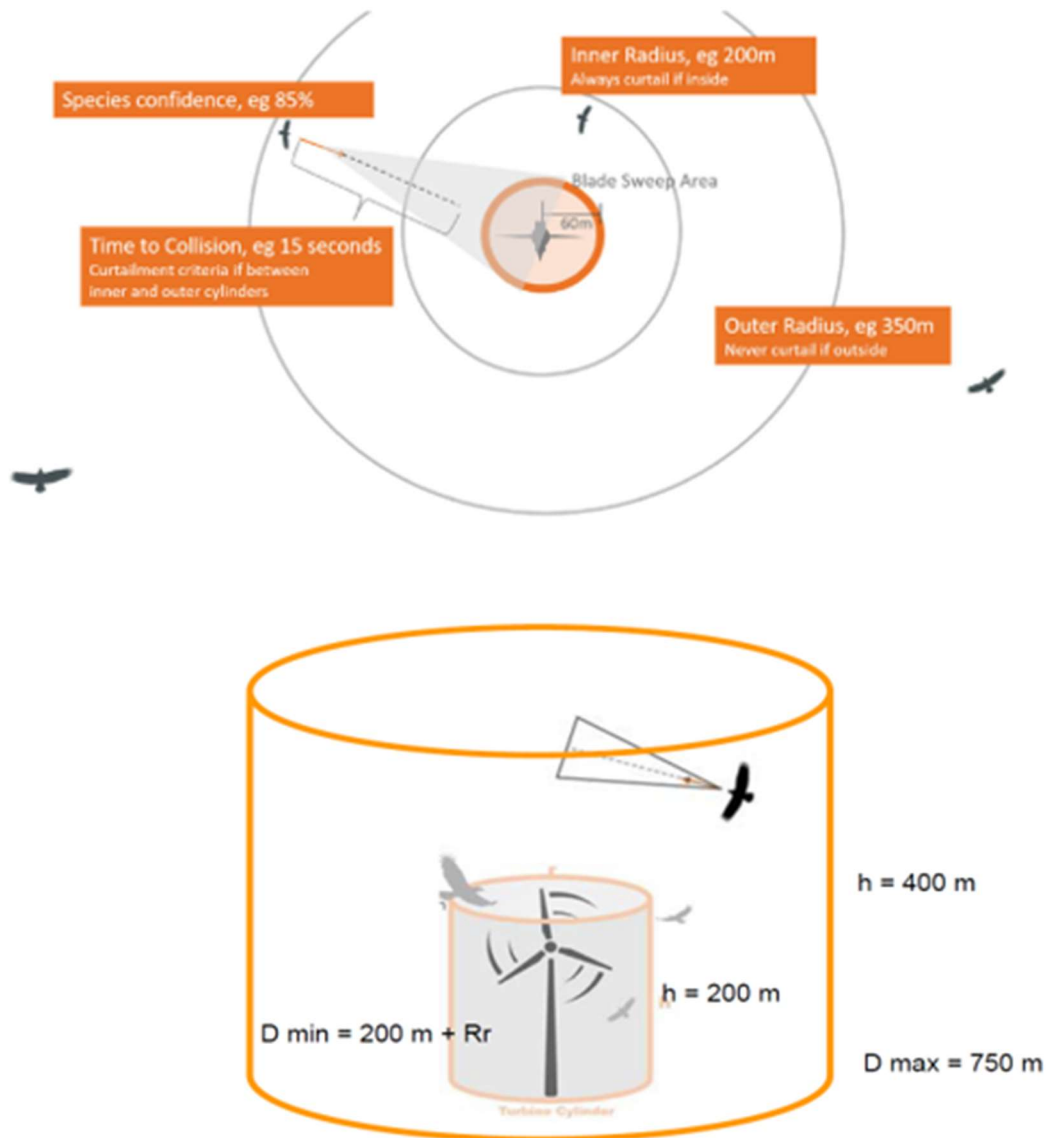 Inner Radius, eg 200m
Always curtail if inside
Species confidence, eg 85%
Blade Sweep Area
60m
Time to Collision, eg 15 seconds
Curtailment criteria if between
inner and outer cylinders
Outer Radius, eg 350m
Never curtail if outside
r
h = 400 m
h = 200 m
D min = 200 m + Rr
D max = 750 m
Turbine Cylinder